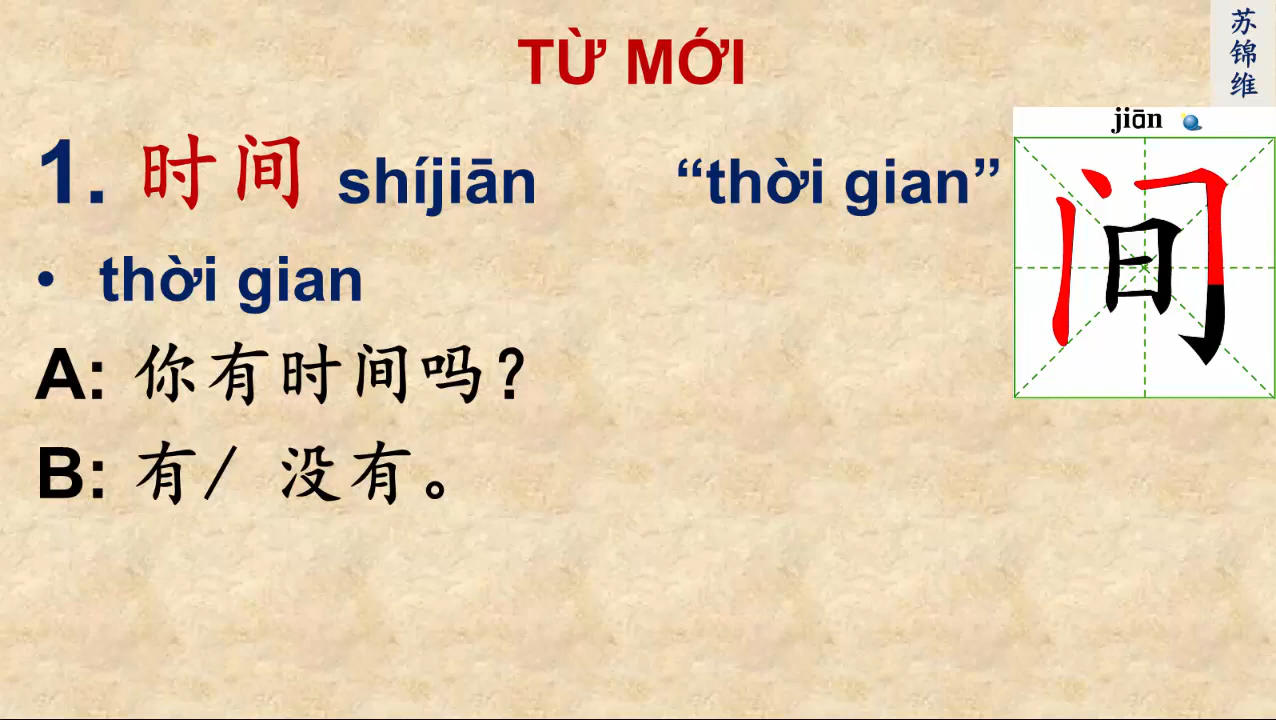 TỪ MỚI
苏锦维
1. 时间 shíjiān “thời gian”
jiān
间
• thời gian
A: 你有时间吗？
B: 有/ 没有。